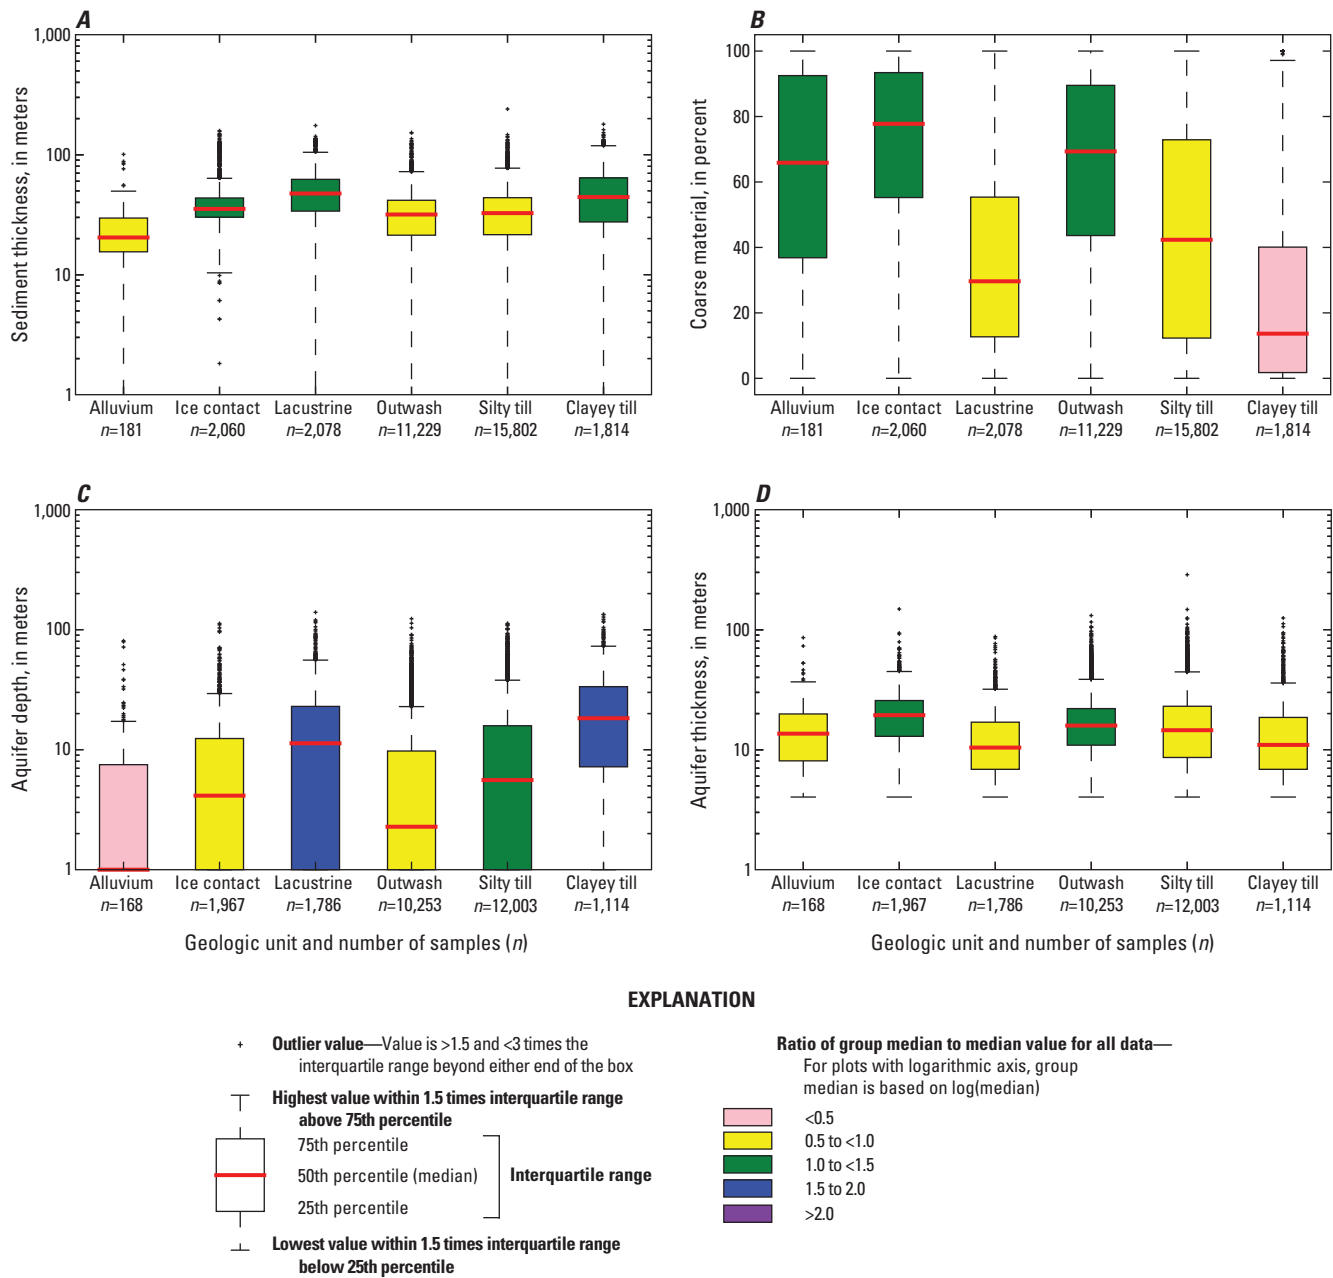 A
Sediment thickness, in meters
1,000
100
10
1
Alluvium Ice contact Lacustrine Outwash Silty till Clayey till
n=181 n=2,060 n=2,078 n=11,229 n=15,802 n=1,814
B
Coarse material, in percent
100
80
60
40
20
0
Alluvium Ice contact Lacustrine Outwash Silty till Clayey till
n=181 n=2,060 n=2,078 n=11,229 n=15,802 n=1,814
C
Aquifer depth, in meters
1,000
100
10
1
Alluvium Ice contact Lacustrine Outwash Silty till Clayey till
n=168 n=1,967 n=1,786 n=10,253 n=12,003 n=1,114
Geologic unit and number of samples (n)
D
Aquifer thickness, in meters
1,000
100
10
1
Alluvium Ice contact Lacustrine Outwash Silty till Clayey till
n=168 n=1,967 n=1,786 n=10,253 n=12,003 n=1,114
Geologic unit and number of samples (n)
EXPLANATION
Outlier value—Value is >1.5 and <3 times the
interquartile range beyond either end of the box
Highest value within 1.5 times interquartile range
above 75th percentile
75th percentile
50th percentile (median)
25th percentile
Interquartile range
Lowest value within 1.5 times interquartile range
below 25th percentile
Ratio of group median to median value for all data—
For plots with logarithmic axis, group
median is based on log(median)
<0.5
0.5 to <1.0
1.0 to <1.5
1.5 to 2.0
>2.0